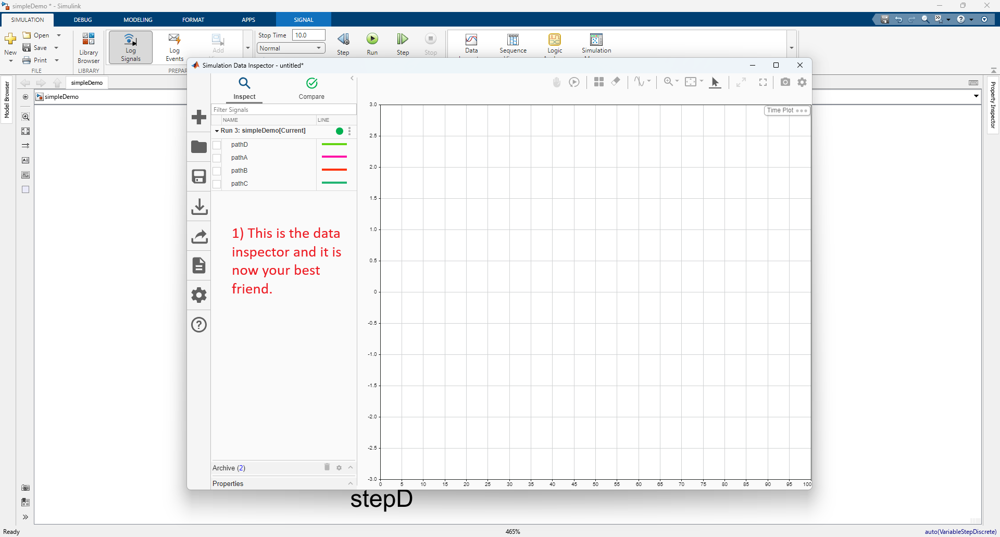 simpleDemo * - Simulink
SIMULATION
DEBUG
MODELING
FORMAT
APPS
SIGNAL
New
Open
Save
Print
FILE
Library
Browser
LIBRARY
Log
Signals
Log
Events
Add
PREPAR
Stop Time
10.0
Normal
Step
Run
Step
Stop
Data
Sequence
Logic
Simulation
Model Browser
simpleDemo
simpleDemo
Property Inspector
Simulation Data Inspector - untitled*
Inspect
Compare
Filter Signals
NAME
LINE
Run 3: simpleDemo[Current]
pathD
pathA
pathB
pathC
1) This is the data
inspector and it is
now your best
friend.
Archive (2)
Properties
Time Plot
3.0
2.5
2.0
1.5
1.0
0.5
0
-0.5
-1.0
-1.5
-2.0
-2.5
-3.0
0 5 10 15 20 25 30 35 40 45 50 55 60 65 70 75 80 85 90 95 100
stepD
Ready
465%
auto(VariableStepDiscrete)